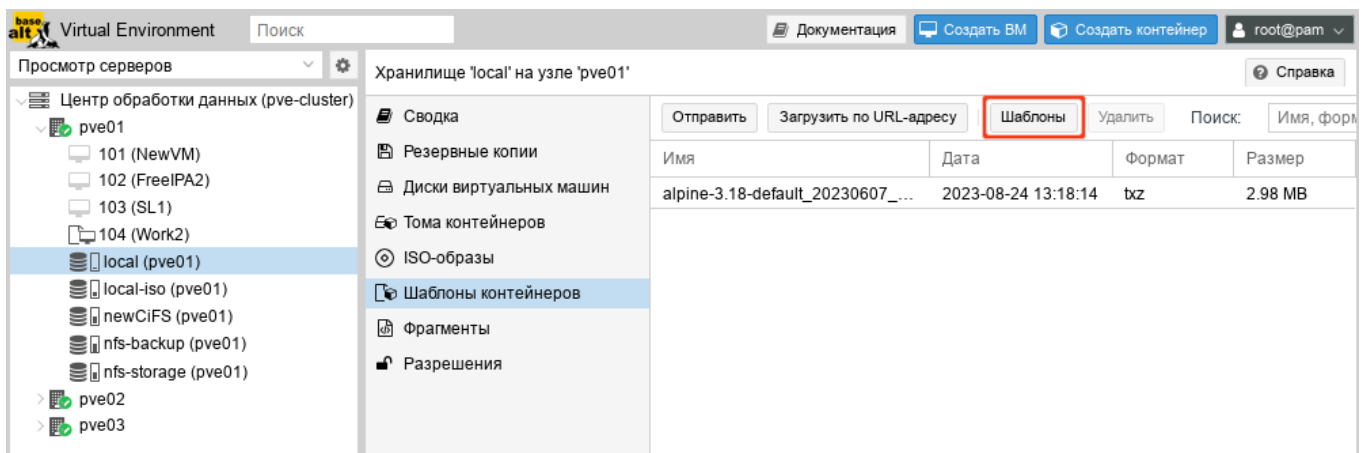 base alt Virtual Environment Поиск Документация Создать ВМ Создать контейнер root@pam
Просмотр серверов
Центр обработки данных (pve-cluster)
pve01
101 (NewVM)
102 (FreeIPA2)
103 (SL1)
104 (Work2)
local (pve01)
local-iso (pve01)
newCiFS (pve01)
nfs-backup (pve01)
nfs-storage (pve01)
pve02
pve03
Хранилище 'local' на узле 'pve01' Справка
Сводка
Резервные копии
Диски виртуальных машин
Тома контейнеров
ISO-образы
Шаблоны контейнеров
Фрагменты
Разрешения
Отправить Загрузить по URL-адресу Шаблоны Удалить Поиск: Имя, форм
Имя Дата Формат Размер
alpine-3.18-default_20230607_... 2023-08-24 13:18:14 txz 2.98 MB